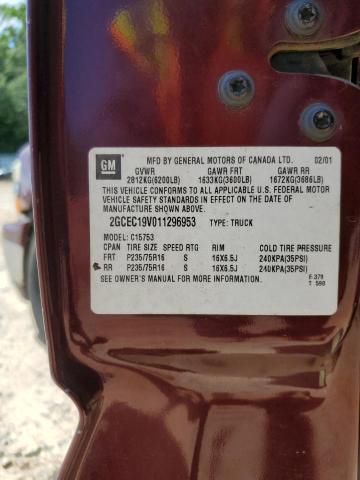 GM
MFD BY GENERAL MOTORS OF CANADA LTD. 02/01
GVWR GAWR FRT GAWR RR
2812KG(6200LB) 1633KG(3600LB) 1672KG(3686LB)
THIS VEHICLE CONFORMS TO ALL APPLICABLE U.S. FEDERAL MOTOR
VEHICLE SAFETY STANDARDS IN EFFECT ON THE DATE OF
MANUFACTURE SHOWN ABOVE.
2GCEC19V011296953 TYPE: TRUCK
MODEL: C15753
CPAN TIRE SIZE SPEED RTG RIM COLD TIRE PRESSURE
FRT P235/75R16 S 16X6.5J 240KPA(35PSI)
RR P235/75R16 S 16X6.5J 240KPA(35PSI)
SEE OWNER'S MANUAL FOR MORE INFORMATION.
E 379
T 590